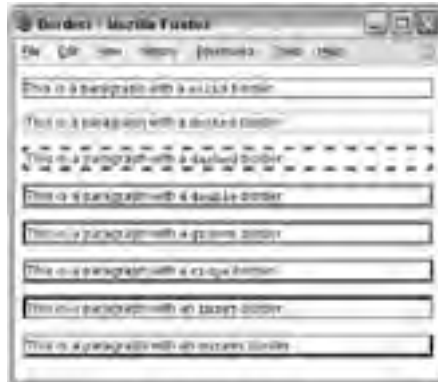 Borders - Mozilla Firefox
File Edit View History Bookmarks Tools Help
This is a paragraph with a solid border
This is a paragraph with a dotted border
This is a paragraph with a dashed border
This is a paragraph with a double border
This is a paragraph with a groove border
This is a paragraph with a ridge border
This is a paragraph with an inset border
This is a paragraph with an outset border